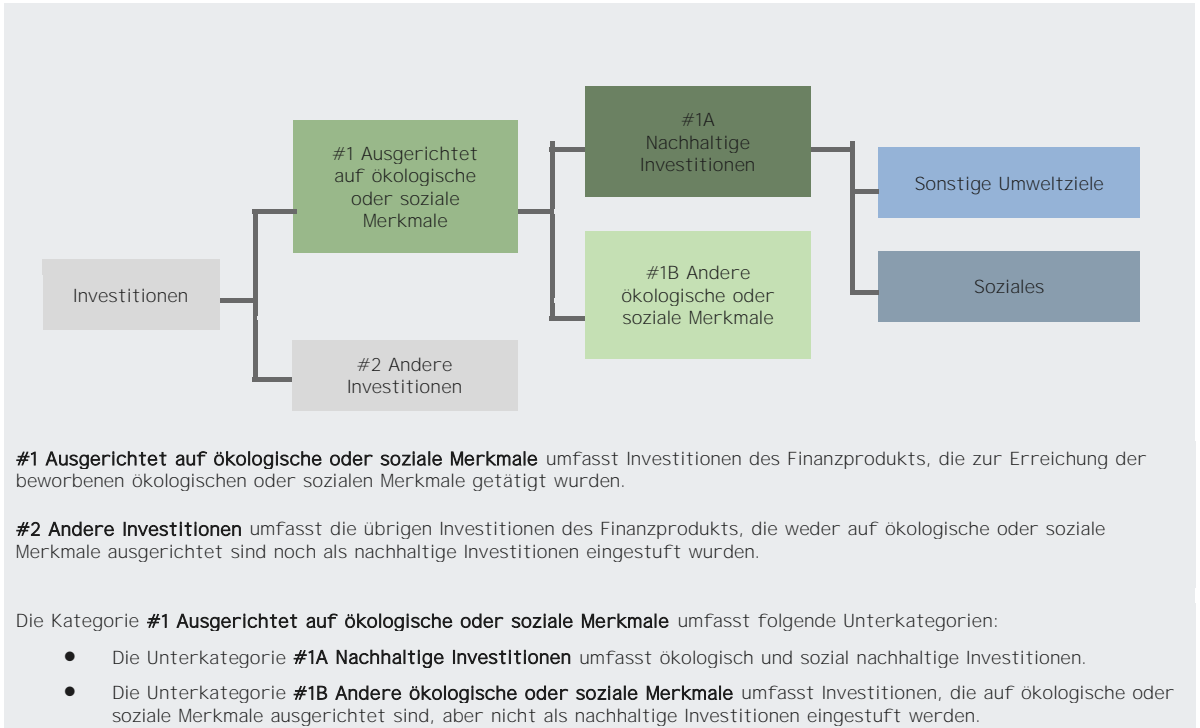 #1A
Nachhaltige
Investitionen
#1 Ausgerichtet
auf ökologische
oder soziale
Merkmale
Sonstige Umweltziele
#1B Andere
ökologische oder
soziale Merkmale
Soziales
Investitionen
#2 Andere
Investitionen
#1 Ausgerichtet auf ökologische oder soziale Merkmale umfasst Investitionen des Finanzprodukts, die zur Erreichung der
beworbenen ökologischen oder sozialen Merkmale getätigt wurden.
#2 Andere Investitionen umfasst die übrigen Investitionen des Finanzprodukts, die weder auf ökologische oder soziale
Merkmale ausgerichtet sind noch als nachhaltige Investitionen eingestuft wurden.
Die Kategorie #1 Ausgerichtet auf ökologische oder soziale Merkmale umfasst folgende Unterkategorien:
● Die Unterkategorie #1A Nachhaltige Investitionen umfasst ökologisch und sozial nachhaltige Investitionen.
● Die Unterkategorie #1B Andere ökologische oder soziale Merkmale umfasst Investitionen, die auf ökologische oder
soziale Merkmale ausgerichtet sind, aber nicht als nachhaltige Investitionen eingestuft werden.